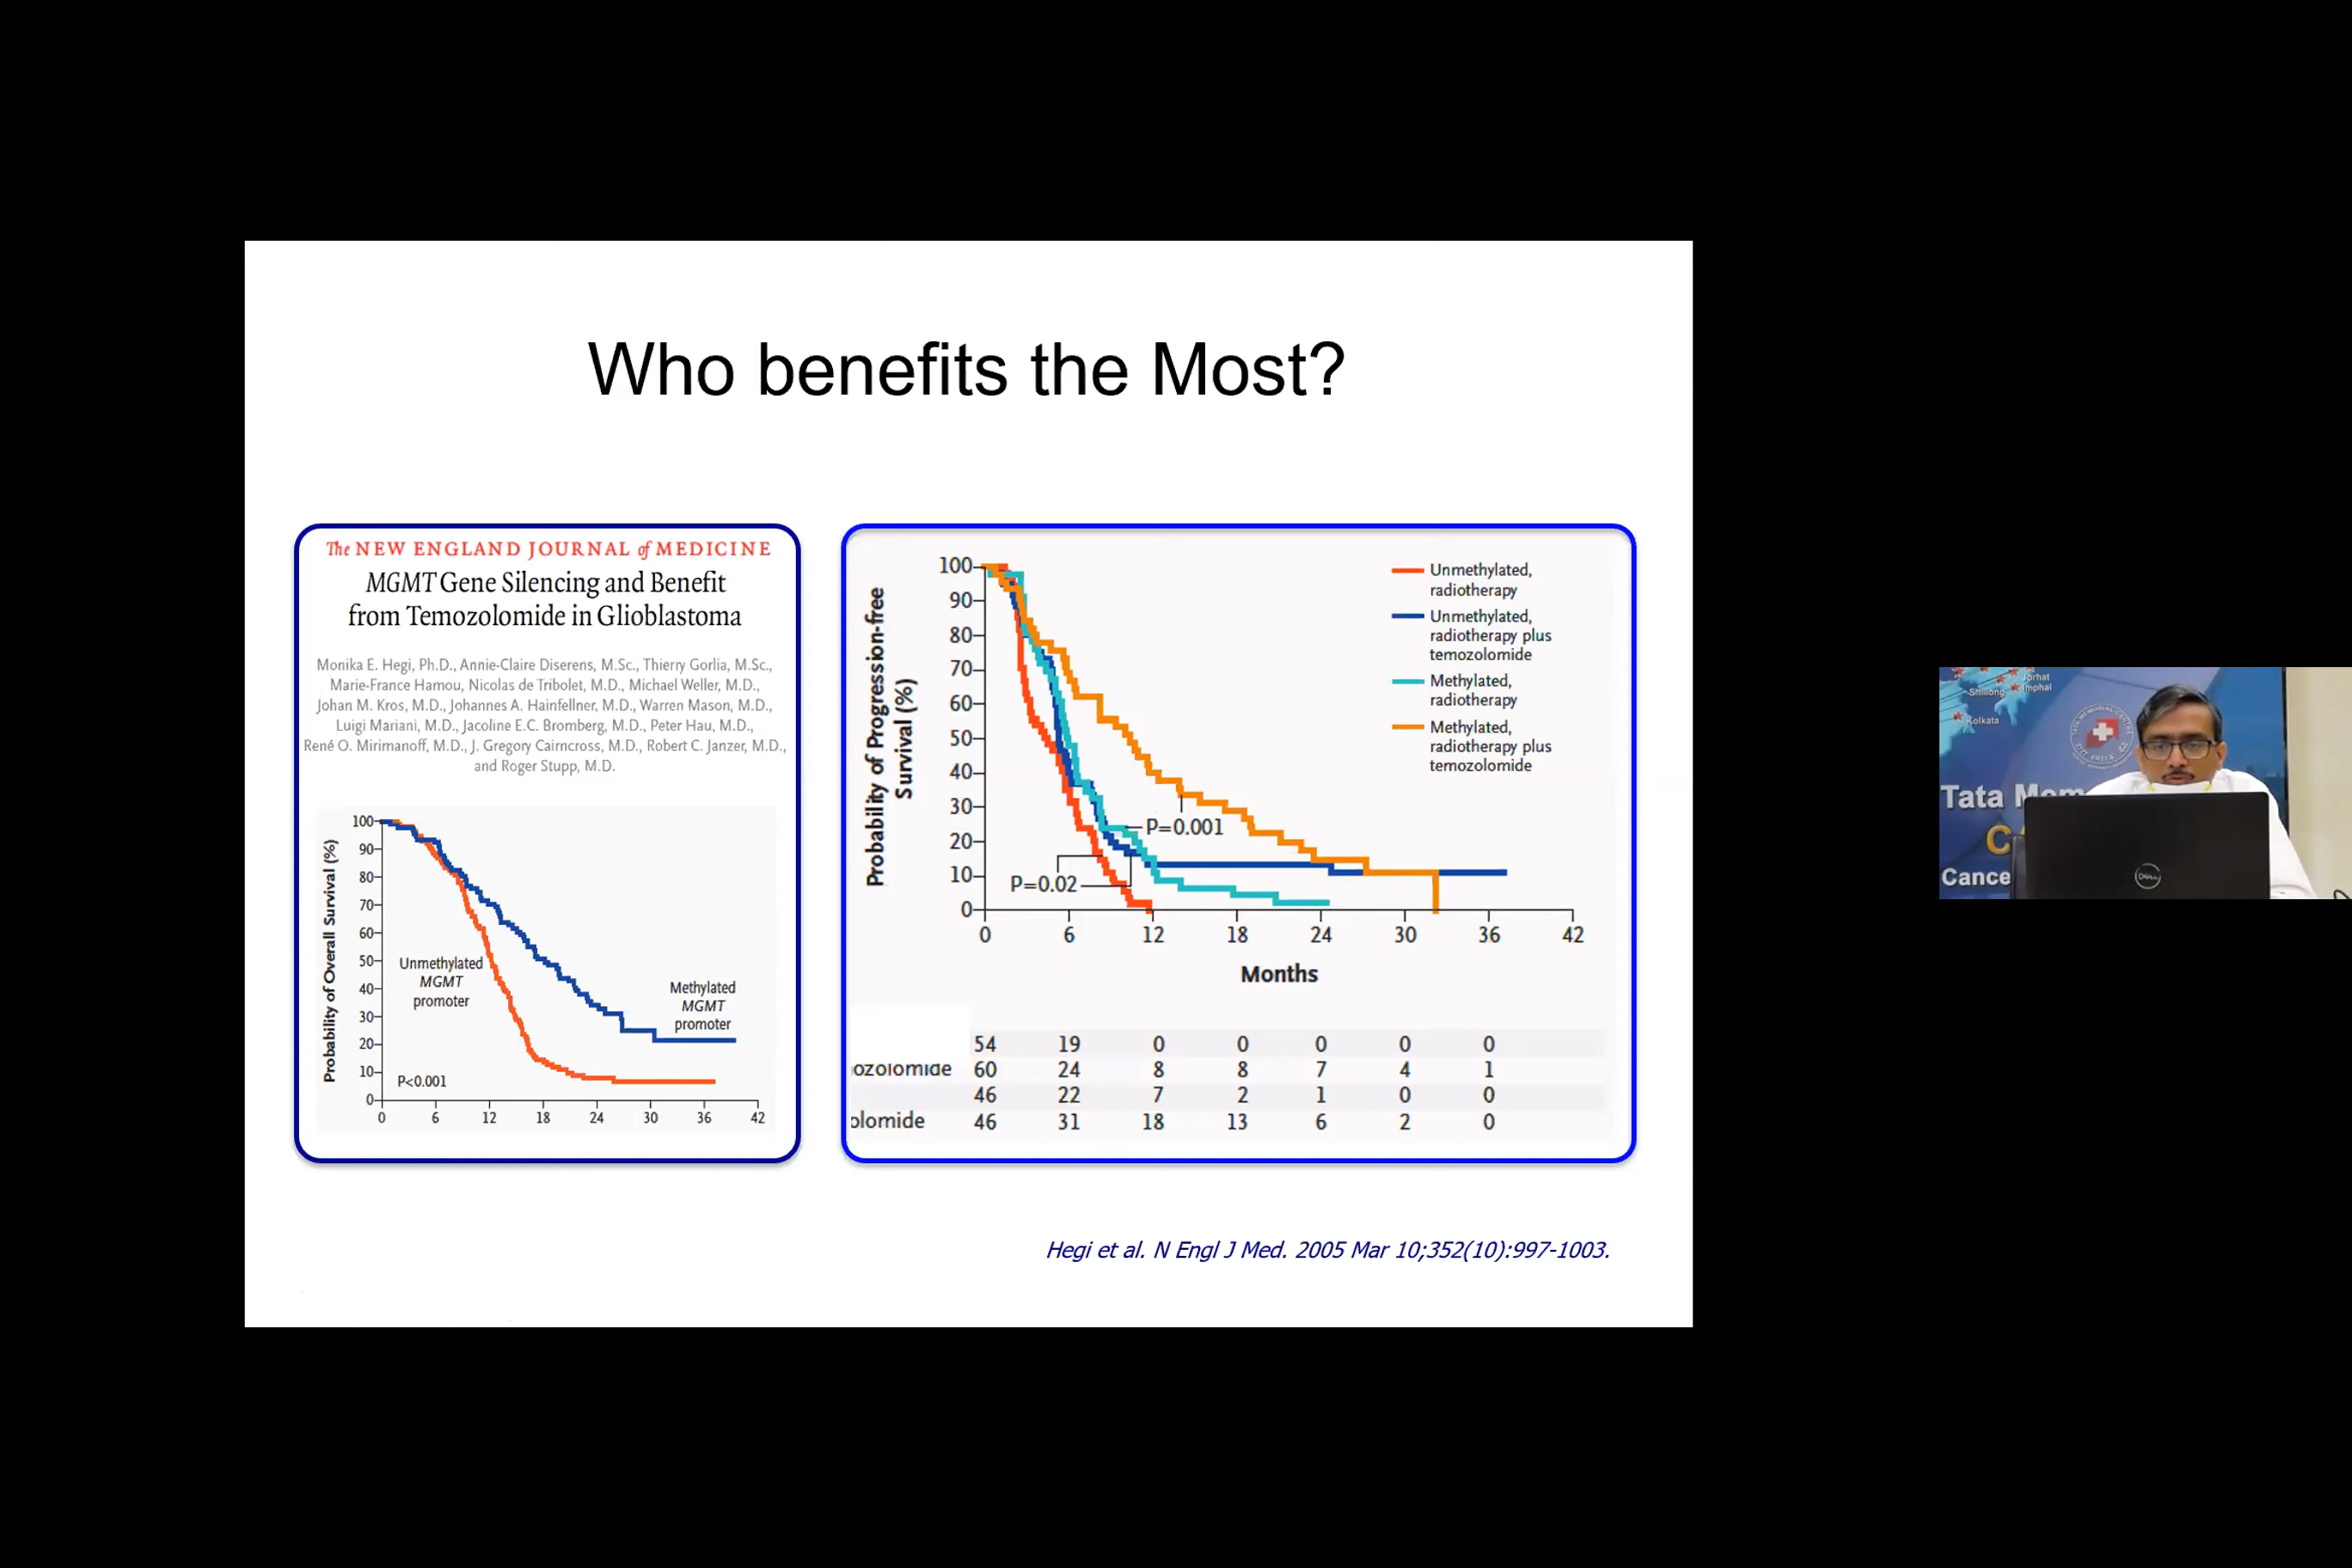 Who benefits the Most?
The NEW ENGLAND JOURNAL of MEDICINE
MGMT Gene Silencing and Benefit
from Temozolomide in Glioblastoma
Monika E. Hegi, Ph.D., Annie-Claire Diserens, M.Sc., Thierry Gorlia, M.Sc.,
Marie-France Hamou, Nicolas de Tribolet, M.D., Michael Weller, M.D.,
Johan M. Kros, M.D., Johannes A. Hainfellner, M.D., Warren Mason, M.D.,
Luigi Mariani, M.D., Jacoline E.C. Bromberg, M.D., Peter Hau, M.D.,
René O. Mirimanoff, M.D., J. Gregory Cairncross, M.D., Robert C. Janzer, M.D.,
and Roger Stupp, M.D.
Probability of Overall Survival (%)
100
90
80
70
60
50
40
30
20
10
0
Unmethylated
MGMT
promoter
Methylated
MGMT
promoter
P<0.001
0 6 12 18 24 30 36 42
Probability of Progression-free
Survival (%)
100
90
80
70
60
50
40
30
20
10
0
Unmethylated,
radiotherapy
Unmethylated,
radiotherapy plus
temozolomide
Methylated,
radiotherapy
Methylated,
radiotherapy plus
temozolomide
P=0.001
P=0.02
0 6 12 18 24 30 36 42
Months
54 19 0 0 0 0 0
ozolomide 60 24 8 8 7 4 1
46 22 7 2 1 0 0
olomide 46 31 18 13 6 2 0
Hegi et al. N Engl J Med. 2005 Mar 10;352(10):997-1003.
Jorhat
Shillong
Imphal
Kolkata
Tata Mem
C
Cance
DELL